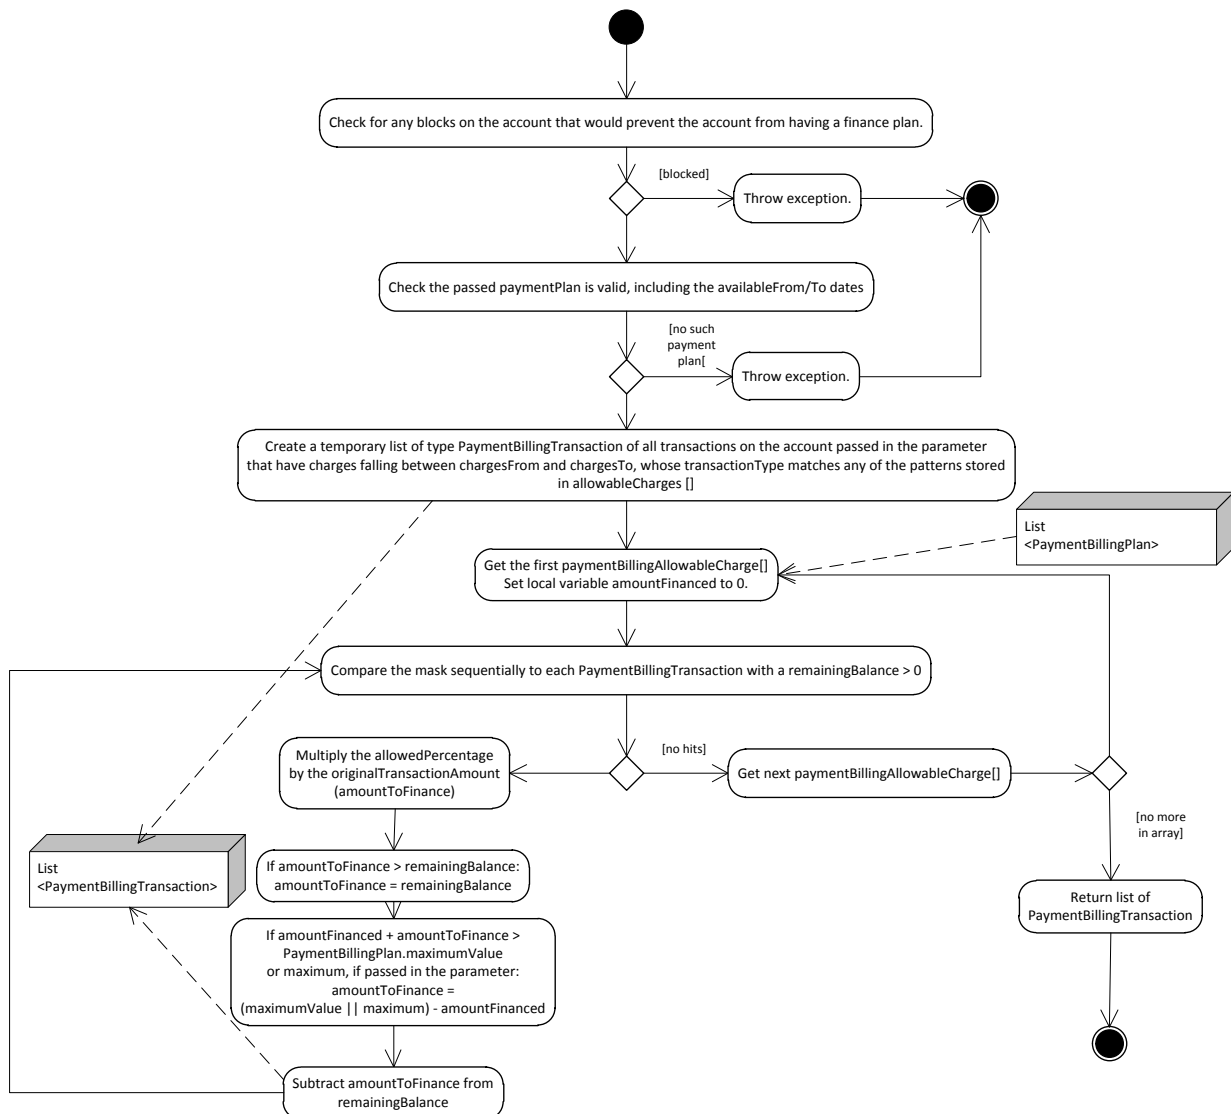 Check for any blocks on the account that would prevent the account from having a finance plan.
[blocked]
Throw exception.
Check the passed paymentPlan is valid, including the availableFrom/To dates
[no such
payment
plan[
Throw exception.
Create a temporary list of type PaymentBillingTransaction of all transactions on the account passed in the parameter
that have charges falling between chargesFrom and chargesTo, whose transactionType matches any of the patterns stored
in allowableCharges []
List
<PaymentBillingPlan>
Get the first paymentBillingAllowableCharge[]
Set local variable amountFinanced to 0.
Compare the mask sequentially to each PaymentBillingTransaction with a remainingBalance > 0
Multiply the allowedPercentage
by the originalTransactionAmount
(amountToFinance)
[no hits]
Get next paymentBillingAllowableCharge[]
[no more
in array]
List
<PaymentBillingTransaction>
If amountToFinance > remainingBalance:
amountToFinance = remainingBalance
Return list of
PaymentBillingTransaction
If amountFinanced + amountToFinance >
PaymentBillingPlan.maximumValue
or maximum, if passed in the parameter:
amountToFinance =
(maximumValue || maximum) - amountFinanced
Subtract amountToFinance from
remainingBalance